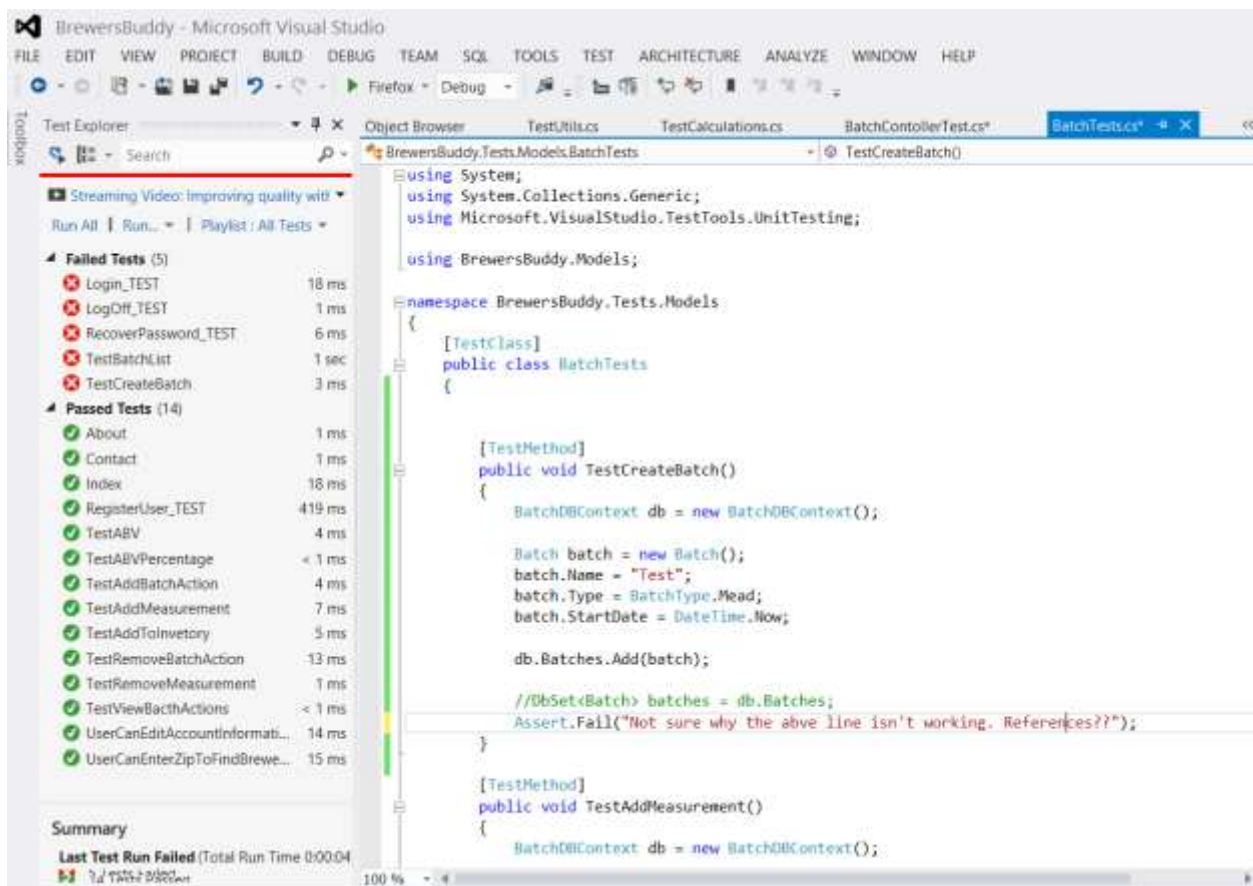 BrewersBuddy - Microsoft Visual Studio
FILE EDIT VIEW PROJECT BUILD DEBUG TEAM SQL TOOLS TEST ARCHITECTURE ANALYZE WINDOW HELP
Firefox Debug
Toolbox
Test Explorer
Search
Streaming Video: Improving quality with
Run All | Run... | Playlist : All Tests
Failed Tests (5)
Login_TEST 18 ms
LogOff_TEST 1 ms
RecoverPassword_TEST 6 ms
TestBatchList 1 sec
TestCreateBatch 3 ms
Passed Tests (14)
About 1 ms
Contact 1 ms
Index 18 ms
RegisterUser_TEST 419 ms
TestABV 4 ms
TestABVPercentage < 1 ms
TestAddBatchAction 4 ms
TestAddMeasurement 7 ms
TestAddToInvetory 5 ms
TestRemoveBatchAction 13 ms
TestRemoveMeasurement 1 ms
TestViewBacthActions < 1 ms
UserCanEditAccountInformati... 14 ms
UserCanEnterZipToFindBrewe... 15 ms
Summary
Last Test Run Failed (Total Run Time 0:00:04
Object Browser TestUtils.cs TestCalculations.cs BatchContollerTest.cs* BatchTests.cs*
BrewersBuddy.Tests.Models.BatchTests TestCreateBatch()
using System;
using System.Collections.Generic;
using Microsoft.VisualStudio.TestTools.UnitTesting;
using BrewersBuddy.Models;
namespace BrewersBuddy.Tests.Models
{
[TestClass]
public class BatchTests
{
[TestMethod]
public void TestCreateBatch()
{
BatchDBContext db = new BatchDBContext();
Batch batch = new Batch();
batch.Name = "Test";
batch.Type = BatchType.Mead;
batch.StartDate = DateTime.Now;
db.Batches.Add(batch);
//DbSet<Batch> batches = db.Batches;
Assert.Fail("Not sure why the abve line isn't working. References??");
}
[TestMethod]
public void TestAddMeasurement()
{
BatchDBContext db = new BatchDBContext();
100 %